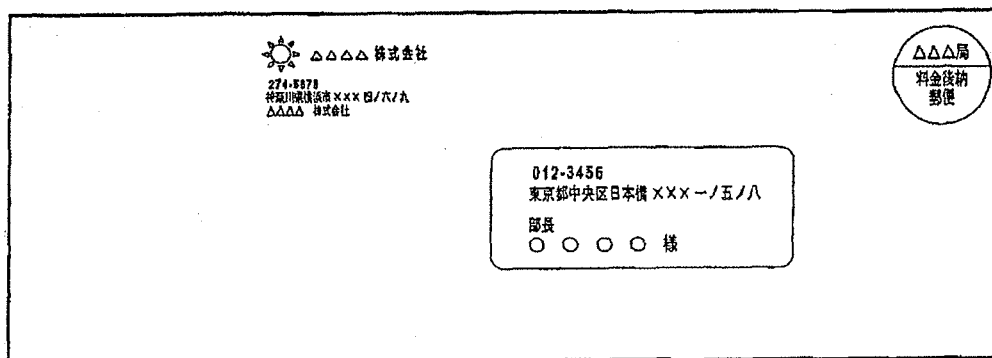 △△△△ 株式会社
274-5678
神奈川県横浜市×××四ノ六ノ九
△△△△ 株式会社
△△△局
料金後納
郵便
012-3456
東京都中央区日本橋×××一ノ五ノ八
部長
○ ○ ○ ○ 様